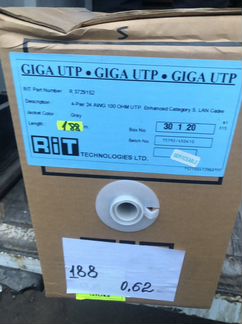 S
GIGA UTP • GIGA UTP • GIGA UTP
RIT Part Number: R 3729152
Description: 4-Pair 24 AWG 100 OHM UTP Enhanced Category 5, LAN Cable
Jacket Color: Gray
Length: m.
Box No 30 1 20
Batch No
RiT
TECHNOLOGIES LTD.
188
0,62